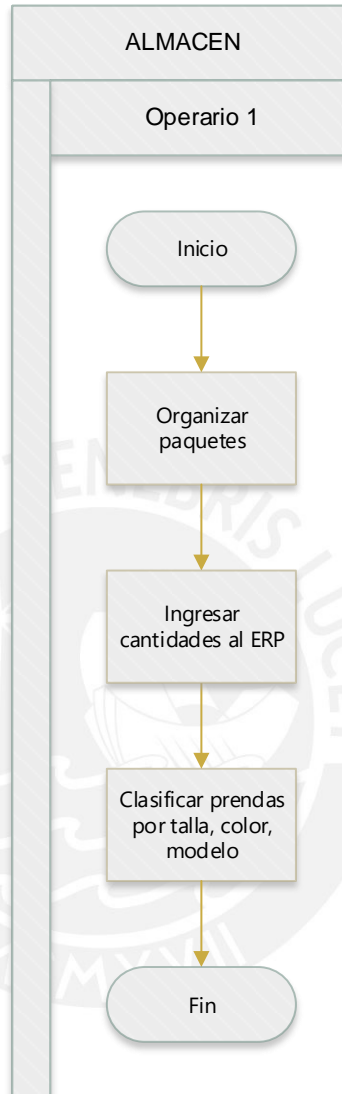 ALMACEN
Operario 1
Inicio
Organizar
paquetes
Ingresar
cantidades al ERP
Clasificar prendas
por talla, color,
modelo
Fin